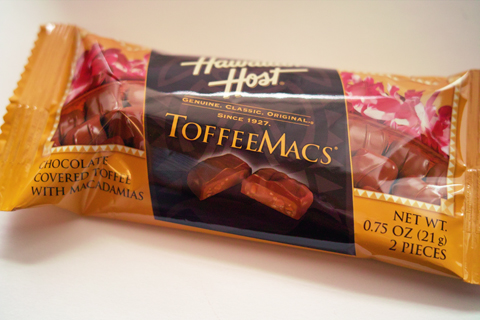 Hawaiian
Host
GENUINE. CLASSIC. ORIGINAL.™
SINCE 1927
TOFFEEMACS®
CHOCOLATE
COVERED TOFFEE
WITH MACADAMIAS
NET WT.
0.75 OZ (21 g)
2 PIECES